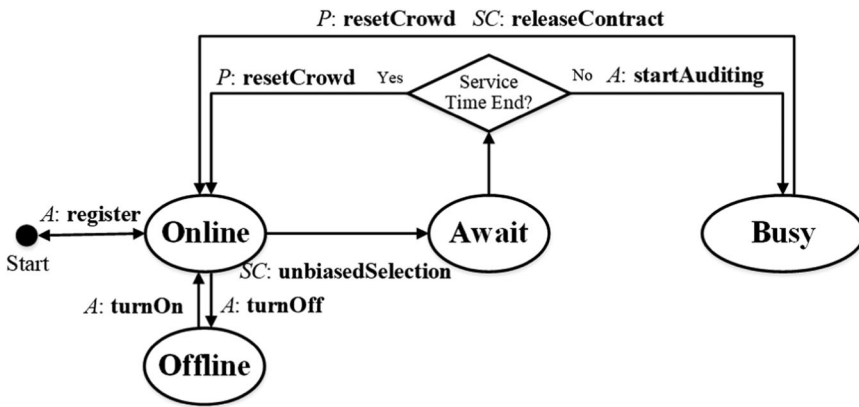 P: resetCrowd SC: releaseContract
P: resetCrowd
Yes
Service
Time End?
No
A: startAuditing
A: register
Start
Online
Await
Busy
SC: unbiasedSelection
A: turnOn
A: turnOff
Offline